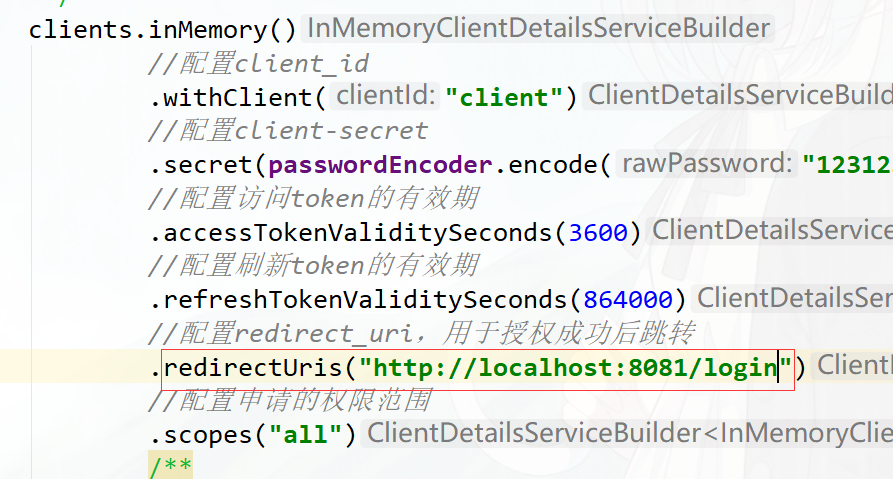 clients.inMemory() InMemoryClientDetailsServiceBuilder
//配置client_id
.withClient( clientId: "client") ClientDetailsServiceBuild
//配置client-secret
.secret(passwordEncoder.encode( rawPassword: "12312
//配置访问token的有效期
.accessTokenValiditySeconds(3600) ClientDetailsService
//配置刷新token的有效期
.refreshTokenValiditySeconds(864000) ClientDetailsSer
//配置redirect_uri，用于授权成功后跳转
.redirectUris("http://localhost:8081/login") Client
//配置申请的权限范围
.scopes("all") ClientDetailsServiceBuilder<InMemoryClie
/**